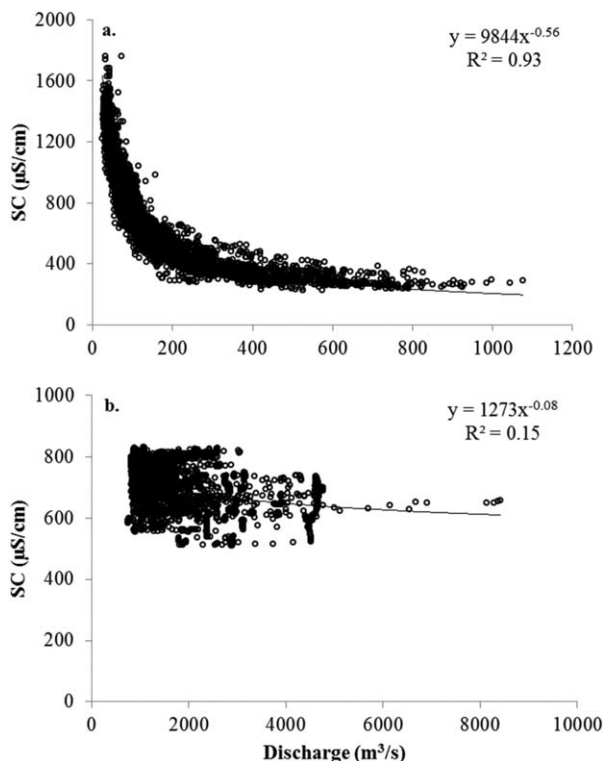 2000
a.
y = 9844x^-0.56
R² = 0.93
1600
1200
800
400
0
SC (µS/cm)
0 200 400 600 800 1000 1200
1000
b.
y = 1273x^-0.08
R² = 0.15
800
600
400
200
0
SC (µS/cm)
0 2000 4000 6000 8000 10000
Discharge (m³/s)